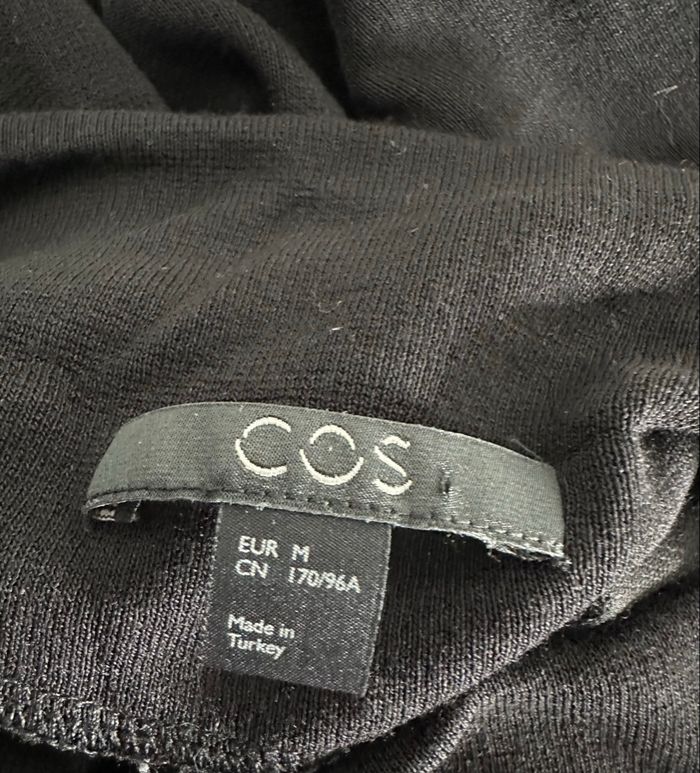 COS
EUR M
CN 170/96A
Made in
Turkey